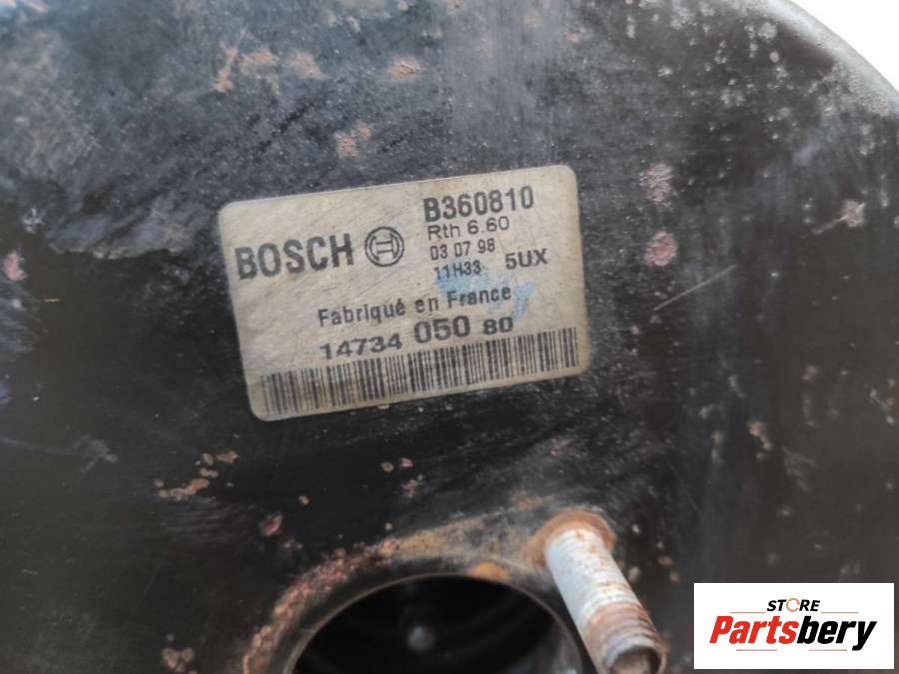 BOSCH
B360810
Rth 6.60
03 07 98
11H33 5UX
Fabriqué en France
14734 050 80
STORE
Partsbery